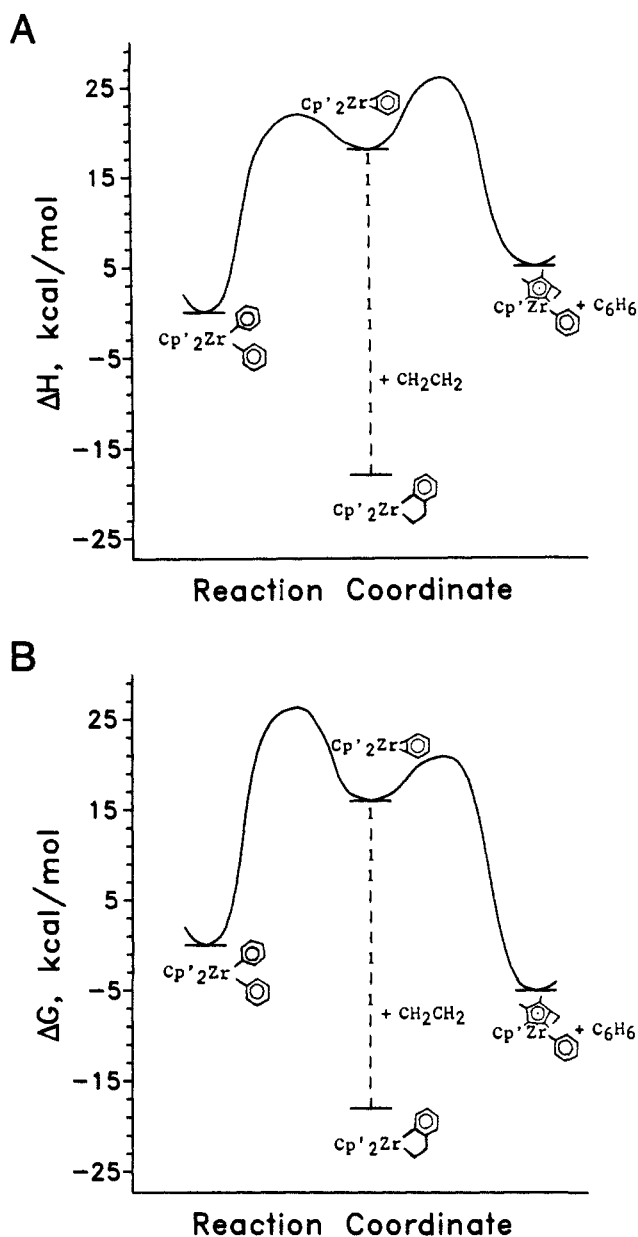 A
ΔH, kcal/mol
25
15
5
-5
-15
-25
Cp'2Zr
Cp'2Zr
Cp'Zr + C6H6
+ CH2CH2
Cp'2Zr
Reaction Coordinate
B
ΔG, kcal/mol
25
15
5
-5
-15
-25
Cp'2Zr
Cp'2Zr
+ CH2CH2
Cp'Zr + C6H6
Cp'2Zr
Reaction Coordinate